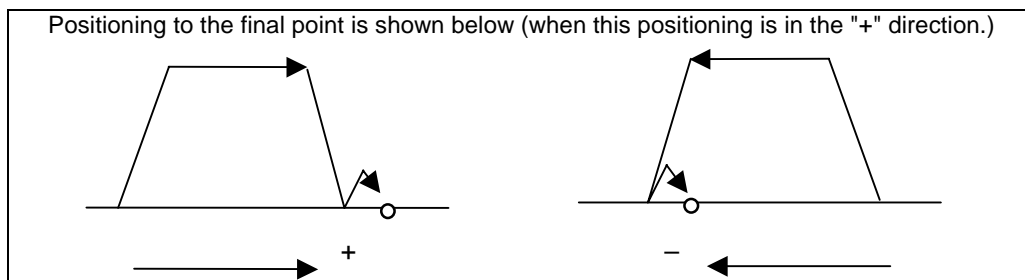 Positioning to the final point is shown below (when this positioning is in the "+" direction.)
+
–